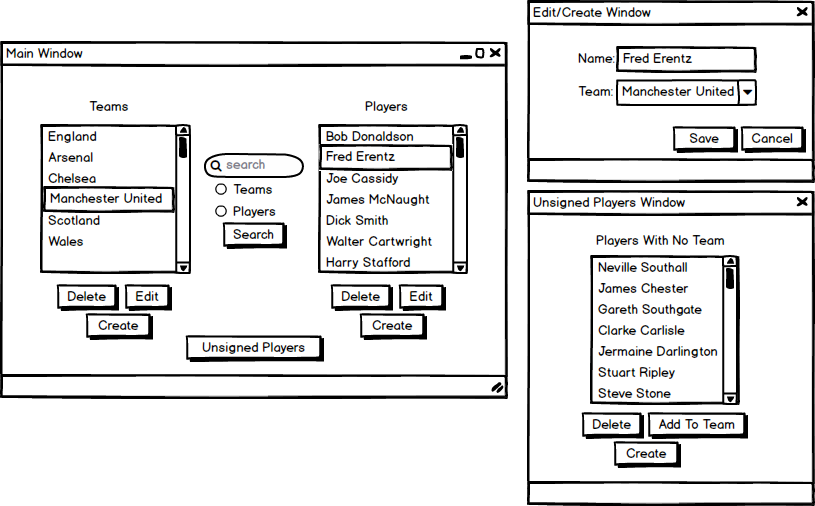 Main Window
Teams
England
Arsenal
Chelsea
Manchester United
Scotland
Wales
Delete Edit
Create
search
Teams
Players
Search
Players
Bob Donaldson
Fred Erentz
Joe Cassidy
James McNaught
Dick Smith
Walter Cartwright
Harry Stafford
Delete Edit
Create
Unsigned Players
Edit/Create Window
Name: Fred Erentz
Team: Manchester United
Save Cancel
Unsigned Players Window
Players With No Team
Neville Southall
James Chester
Gareth Southgate
Clarke Carlisle
Jermaine Darlington
Stuart Ripley
Steve Stone
Delete Add To Team
Create